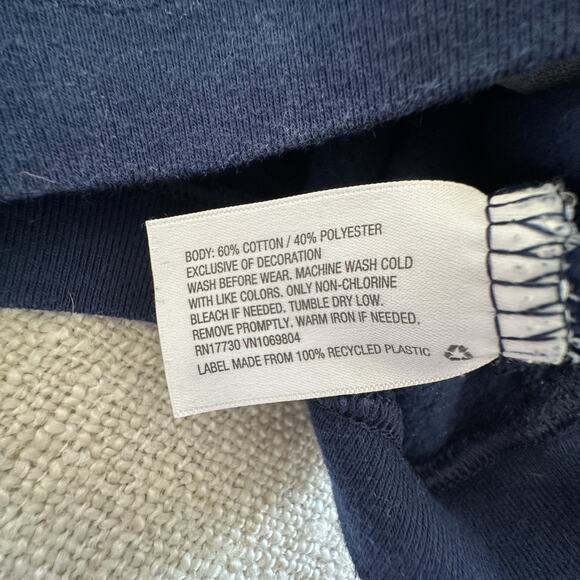 BODY: 60% COTTON / 40% POLYESTER
EXCLUSIVE OF DECORATION
WASH BEFORE WEAR. MACHINE WASH COLD
WITH LIKE COLORS, ONLY NON-CHLORINE
BLEACH IF NEEDED. TUMBLE DRY LOW.
REMOVE PROMPTLY. WARM IRON IF NEEDED.
RN17730 VN1069804
LABEL MADE FROM 100% RECYCLED PLASTIC